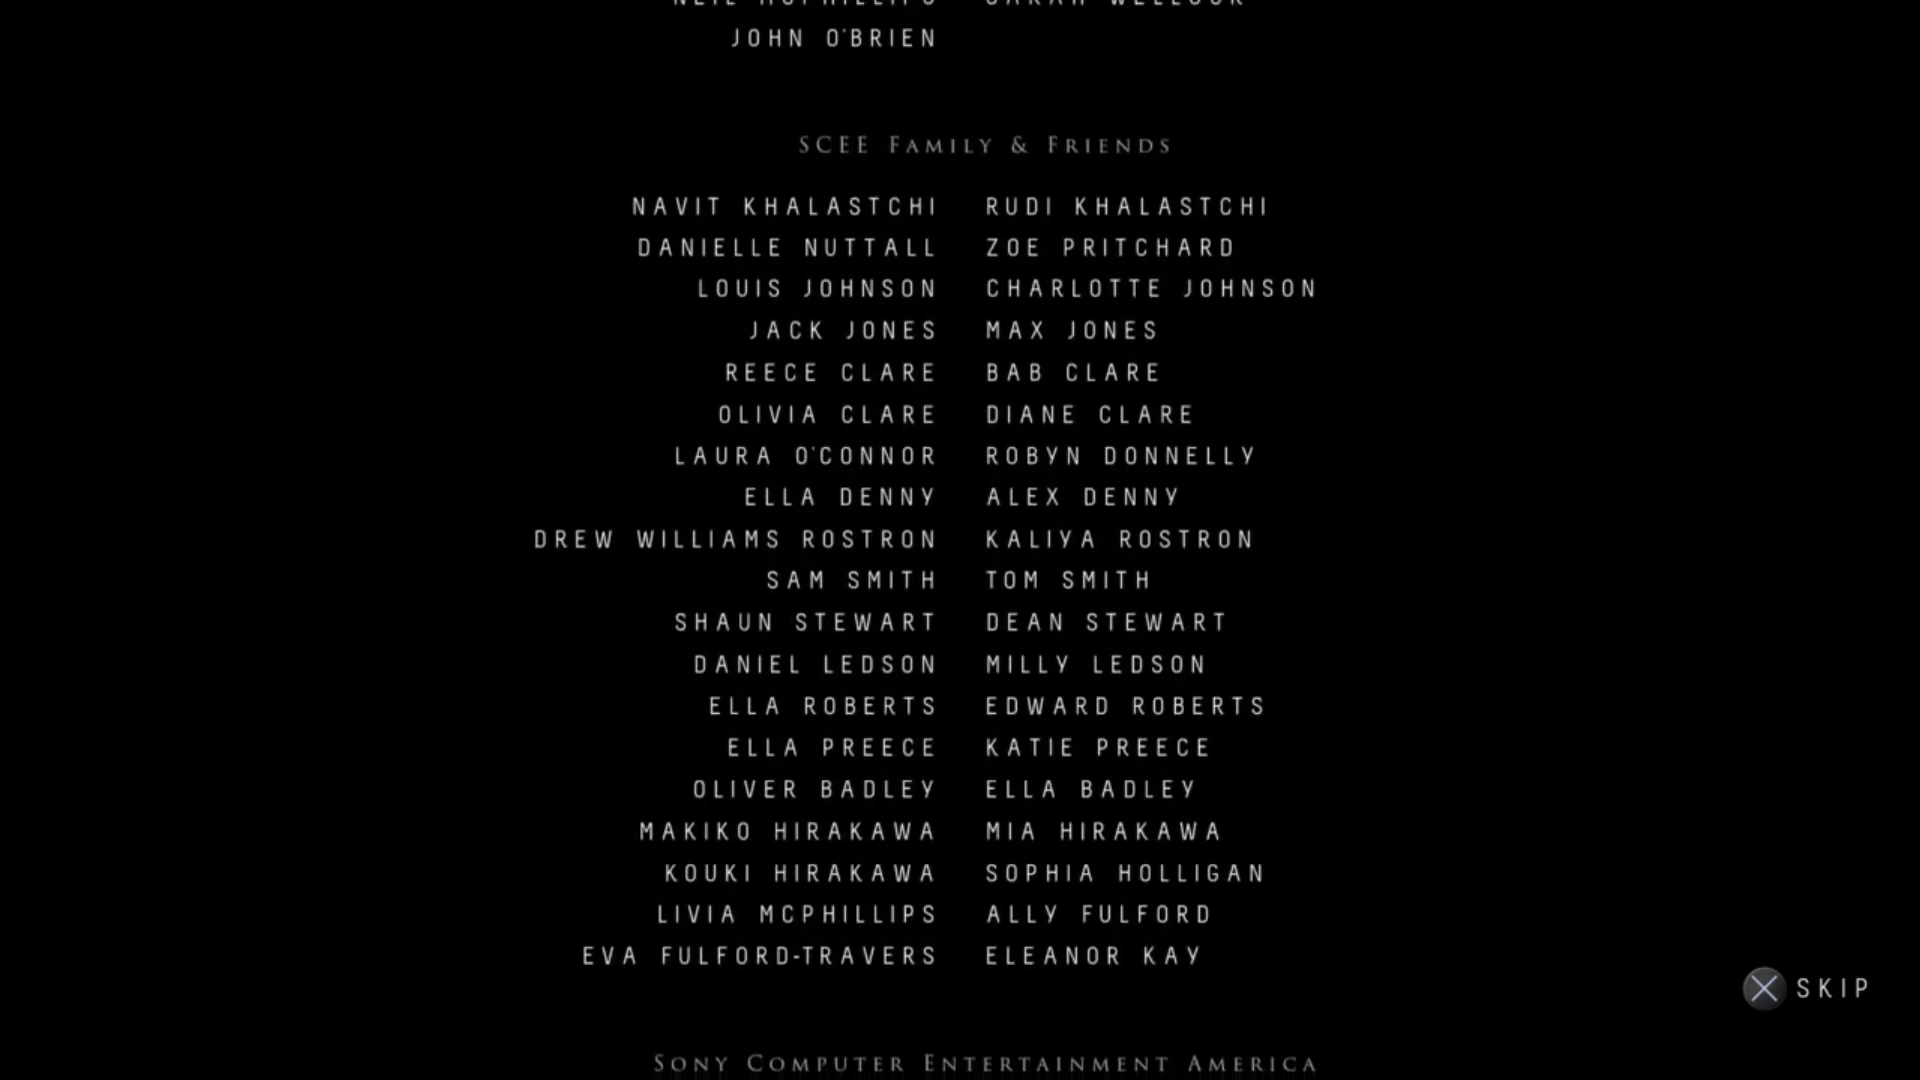 NEIL MCPHILLIPS SARAH WELLOCK
JOHN O'BRIEN
SCEE FAMILY & FRIENDS
NAVIT KHALASTCHI RUDI KHALASTCHI
DANIELLE NUTTALL ZOE PRITCHARD
LOUIS JOHNSON CHARLOTTE JOHNSON
JACK JONES MAX JONES
REECE CLARE BAB CLARE
OLIVIA CLARE DIANE CLARE
LAURA O'CONNOR ROBYN DONNELLY
ELLA DENNY ALEX DENNY
DREW WILLIAMS ROSTRON KALIYA ROSTRON
SAM SMITH TOM SMITH
SHAUN STEWART DEAN STEWART
DANIEL LEDSON MILLY LEDSON
ELLA ROBERTS EDWARD ROBERTS
ELLA PREECE KATIE PREECE
OLIVER BADLEY ELLA BADLEY
MAKIKO HIRAKAWA MIA HIRAKAWA
KOUKI HIRAKAWA SOPHIA HOLLIGAN
LIVIA MCPHILLIPS ALLY FULFORD
EVA FULFORD-TRAVERS ELEANOR KAY
SKIP
SONY COMPUTER ENTERTAINMENT AMERICA